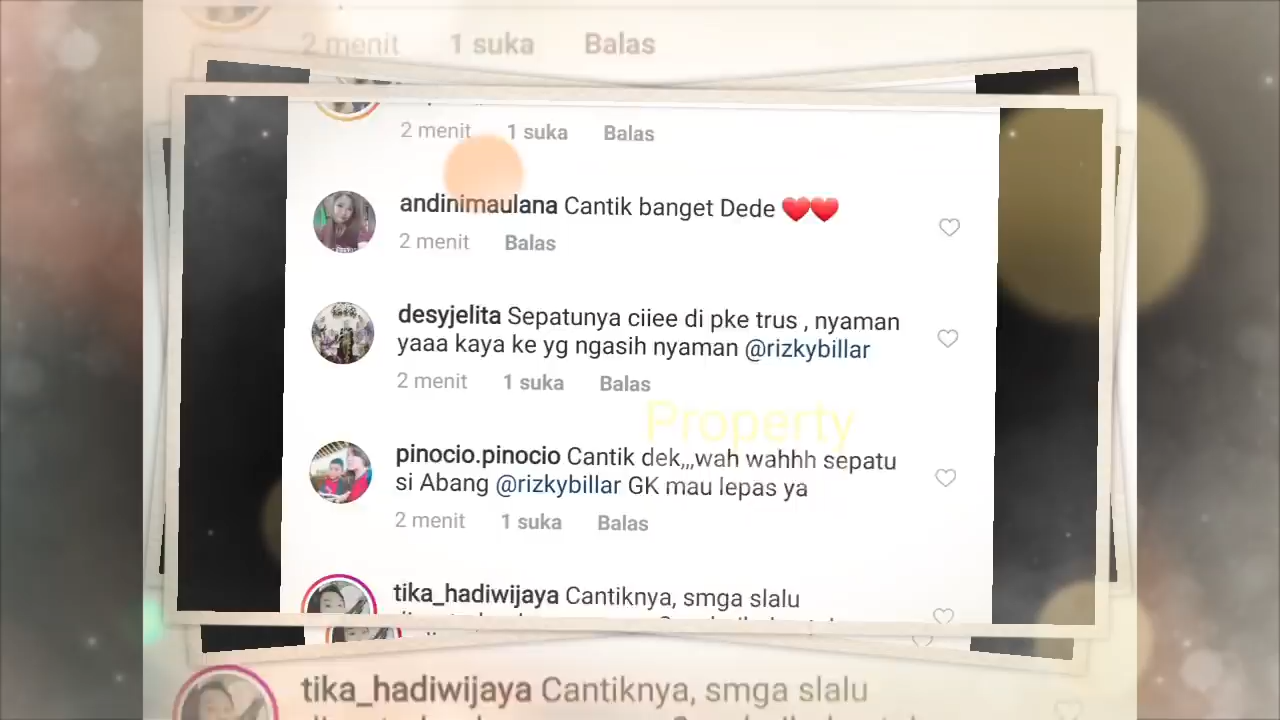 2 menit 1 suka Balas
2 menit 1 suka Balas
andinimaulana Cantik banget Dede ❤️❤️
2 menit Balas
desyjelita Sepatunya ciiee di pke trus , nyaman
yaaa kaya ke yg ngasih nyaman @rizkybillar
2 menit 1 suka Balas
Property
pinocio.pinocio Cantik dek,,,wah wahhh sepatu
si Abang @rizkybillar GK mau lepas ya
2 menit 1 suka Balas
tika_hadiwijaya Cantiknya, smga slalu
tika_hadiwijaya Cantiknya, smga slalu